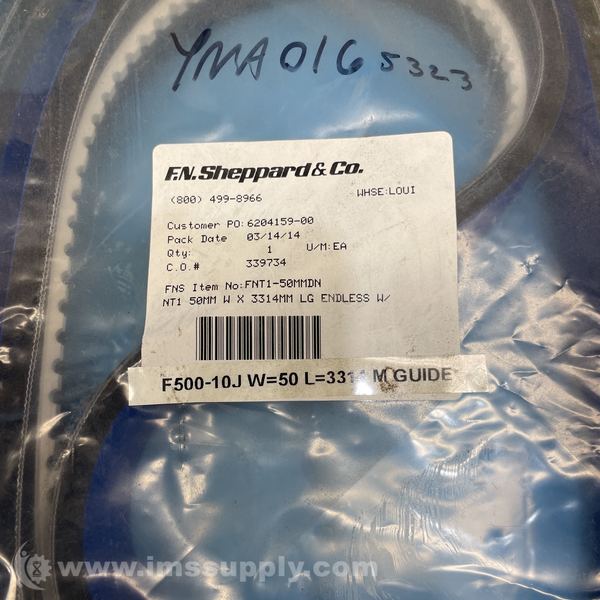 YMA0165323
F.N. Sheppard & Co.
(800) 499-8966 WHSE:LOUI
Customer PO:6204159-00
Pack Date 03/14/14
Qty: 1 U/M:EA
C.O.# 339734
FNS Item No:FNT1-50MMDN
NT1 50MM W X 3314MM LG ENDLESS W/
F500-10J W=50 L=3314 M GUIDE
www.imssupply.com